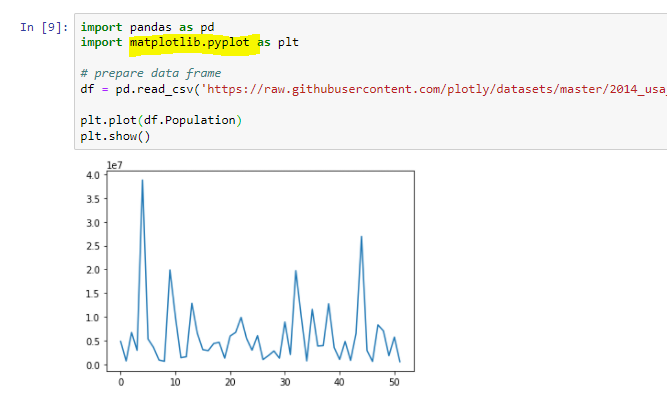 In [9]: import pandas as pd
import matplotlib.pyplot as plt
# prepare data frame
df = pd.read_csv('https://raw.githubusercontent.com/plotly/datasets/master/2014_usa_
plt.plot(df.Population)
plt.show()
1e7
4.0
3.5
3.0
2.5
2.0
1.5
1.0
0.5
0.0
0 10 20 30 40 50